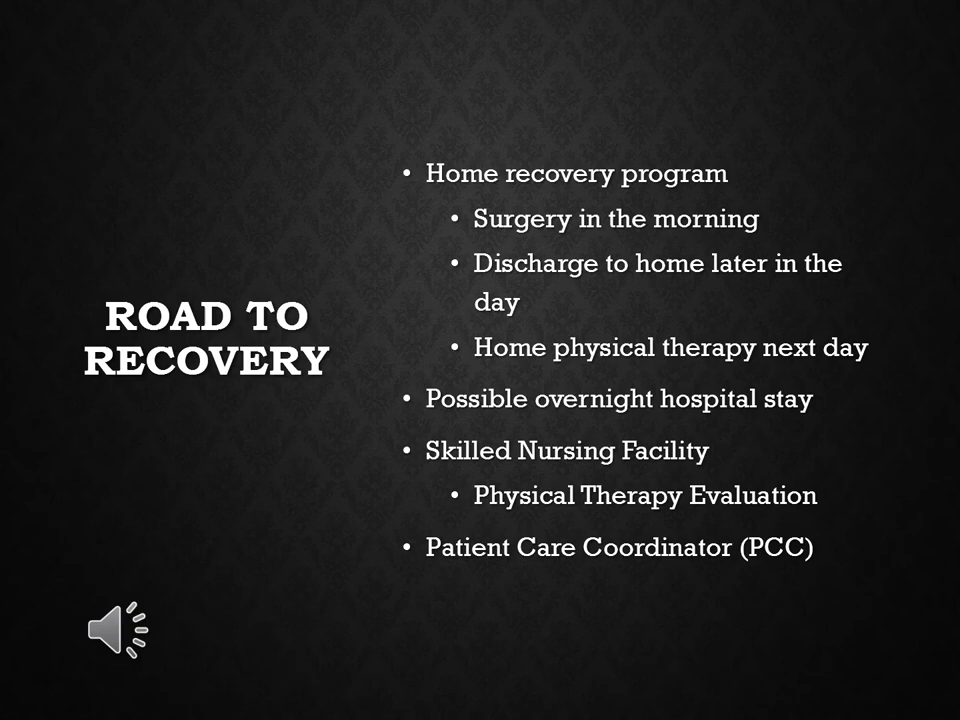 ROAD TO
RECOVERY
• Home recovery program
• Surgery in the morning
• Discharge to home later in the
day
• Home physical therapy next day
• Possible overnight hospital stay
• Skilled Nursing Facility
• Physical Therapy Evaluation
• Patient Care Coordinator (PCC)